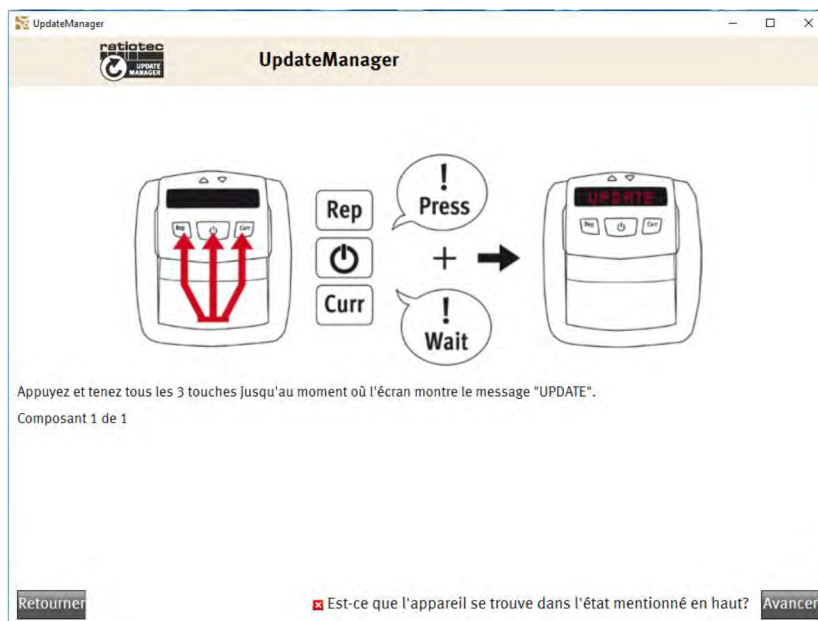 UpdateManager
ratiotec
UPDATE
MANAGER
UpdateManager
Rep
Curr
Rep
Curr
! Press
+
! Wait
UPDATE
Rep
Curr
Appuyez et tenez tous les 3 touches jusqu'au moment où l'écran montre le message "UPDATE".
Composant 1 de 1
Retourner
Est-ce que l'appareil se trouve dans l'état mentionné en haut?
Avancer